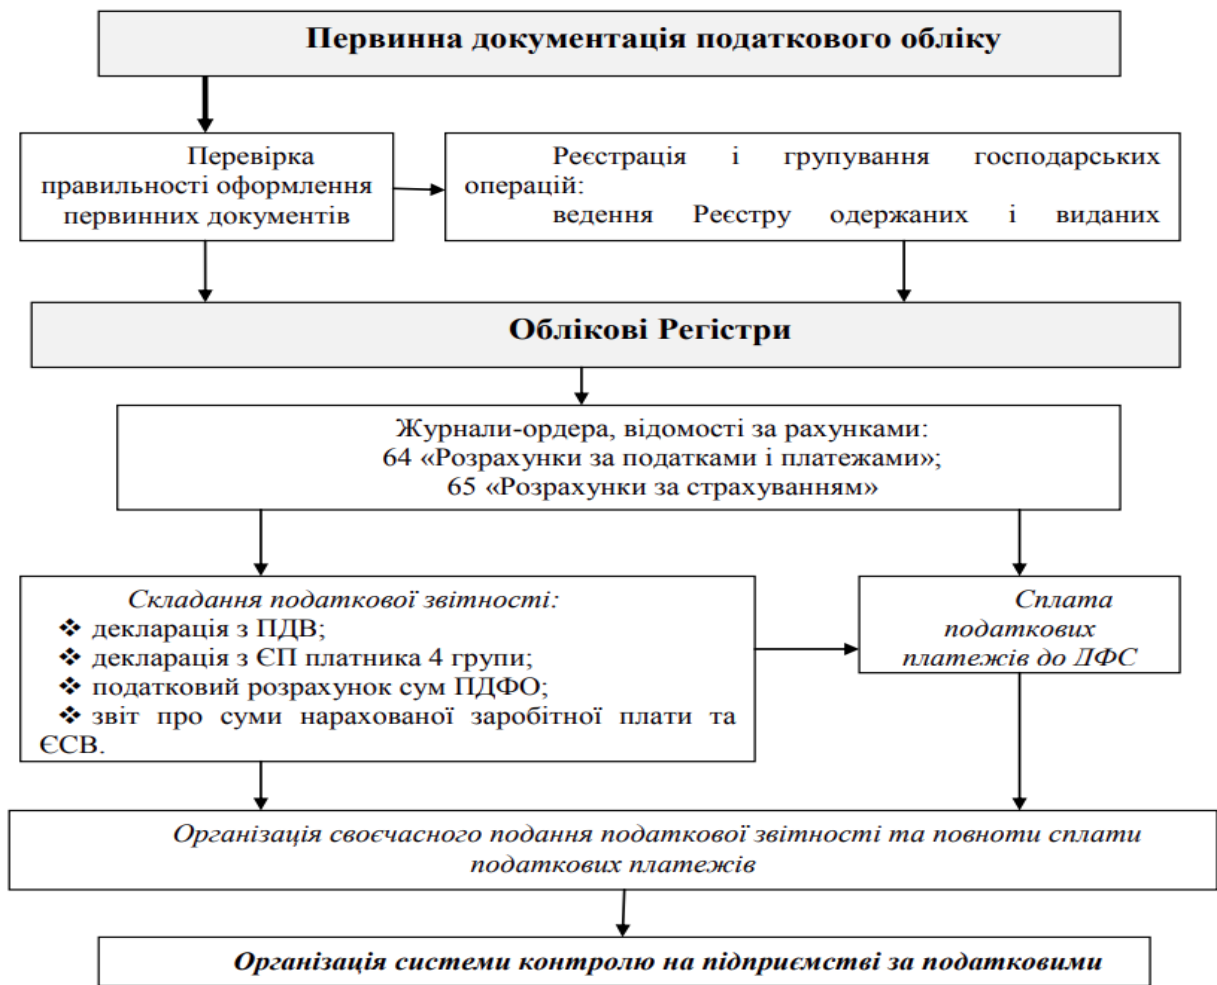 Первинна документація податкового обліку
Перевірка
правильності оформлення
первинних документів
Реєстрація і групування господарських
операцій:
ведення Реєстру одержаних і виданих
Облікові Регістри
Журнали-ордера, відомості за рахунками:
64 «Розрахунки за податками і платежами»;
65 «Розрахунки за страхуванням»
Складання податкової звітності:
❖ декларація з ПДВ;
❖ декларація з ЄП платника 4 групи;
❖ податковий розрахунок сум ПДФО;
❖ звіт про суми нарахованої заробітної плати та
ЄСВ.
Сплата
податкових
платежів до ДФС
Організація своєчасного подання податкової звітності та повноти сплати
податкових платежів
Організація системи контролю на підприємстві за податковими